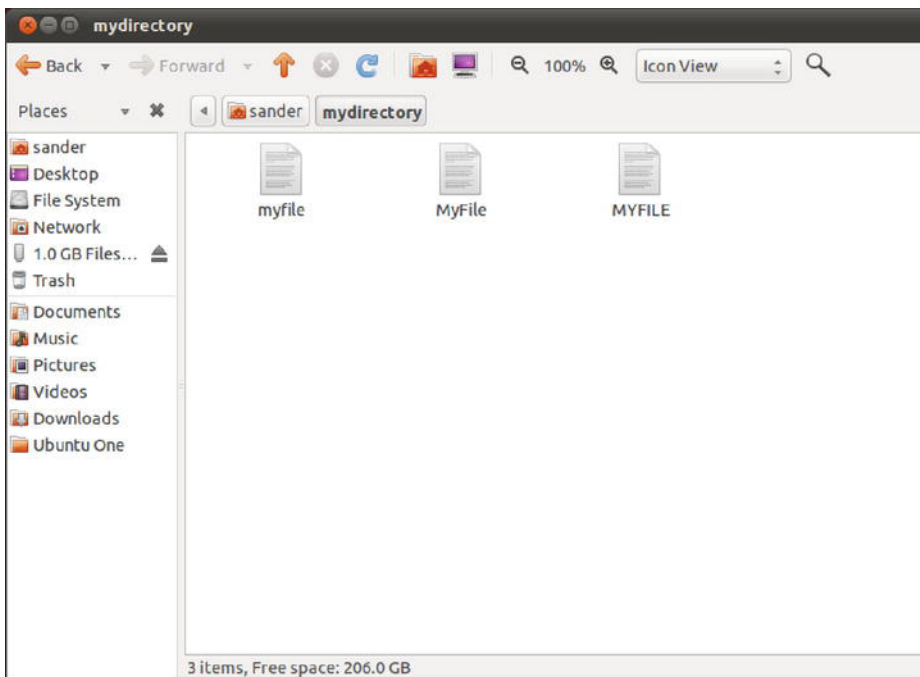 mydirectory
Back Forward 100% Icon View
Places sander mydirectory
sander
Desktop
File System
Network
1.0 GB Files...
Trash
Documents
Music
Pictures
Videos
Downloads
Ubuntu One
myfile MyFile MYFILE
3 items, Free space: 206.0 GB